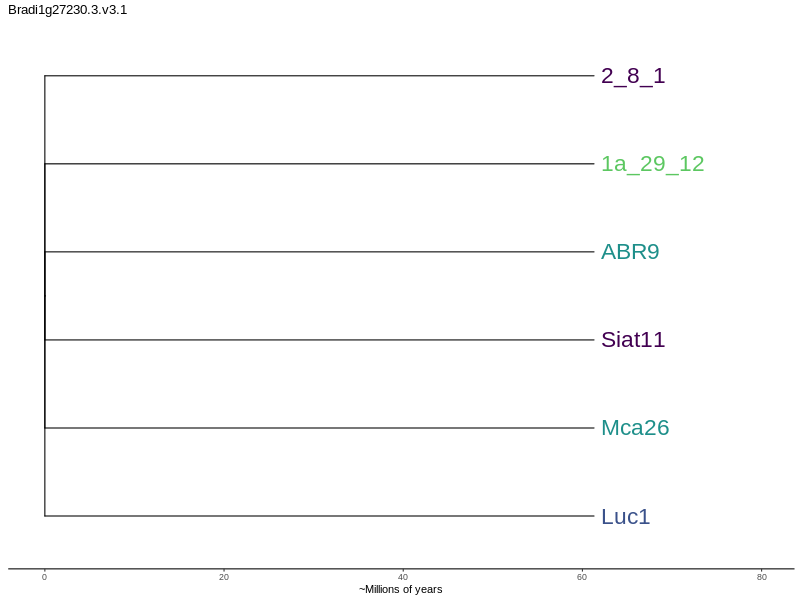 Bradi1g27230.3.v3.1
2_8_1
1a_29_12
ABR9
Siat11
Mca26
Luc1
0 20 40 60 80
~Millions of years